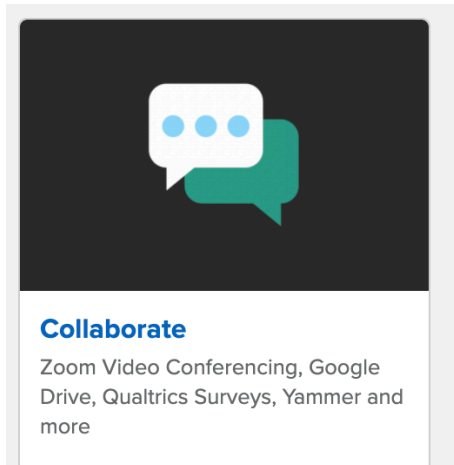 Collaborate
Zoom Video Conferencing, Google
Drive, Qualtrics Surveys, Yammer and
more